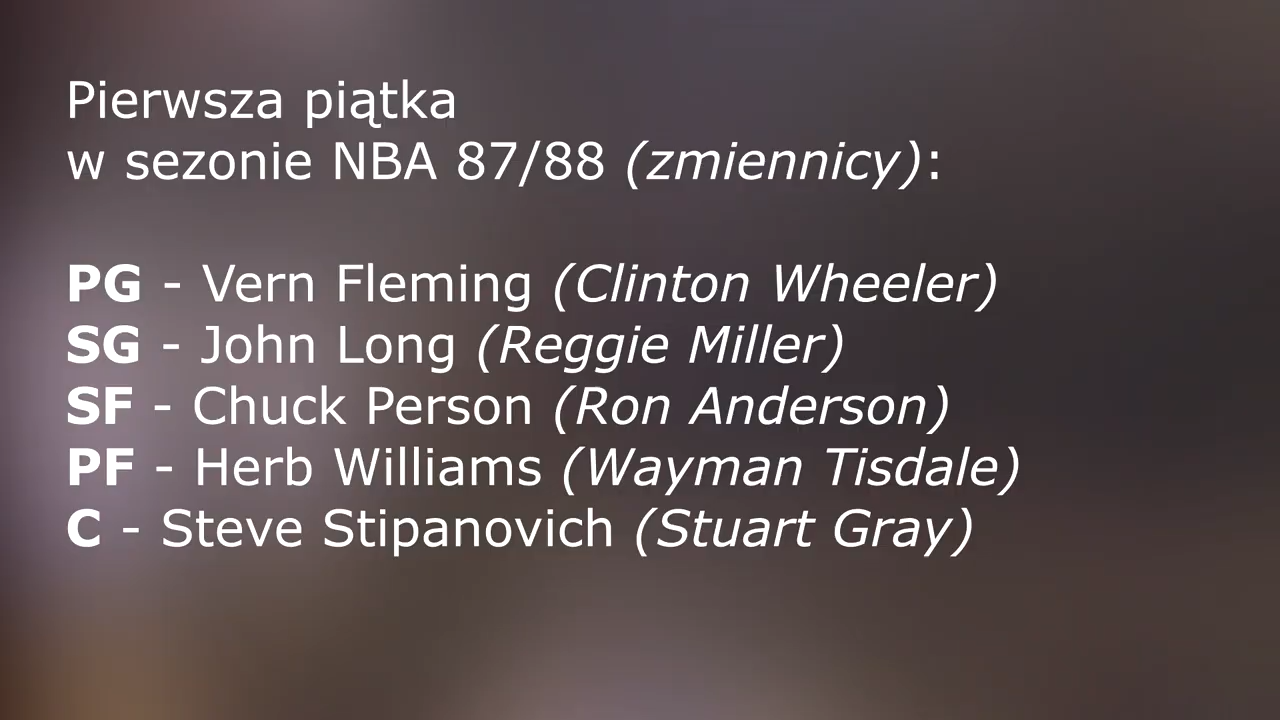 Pierwsza piątka
w sezonie NBA 87/88 (zmiennicy):
PG - Vern Fleming (Clinton Wheeler)
SG - John Long (Reggie Miller)
SF - Chuck Person (Ron Anderson)
PF - Herb Williams (Wayman Tisdale)
C - Steve Stipanovich (Stuart Gray)